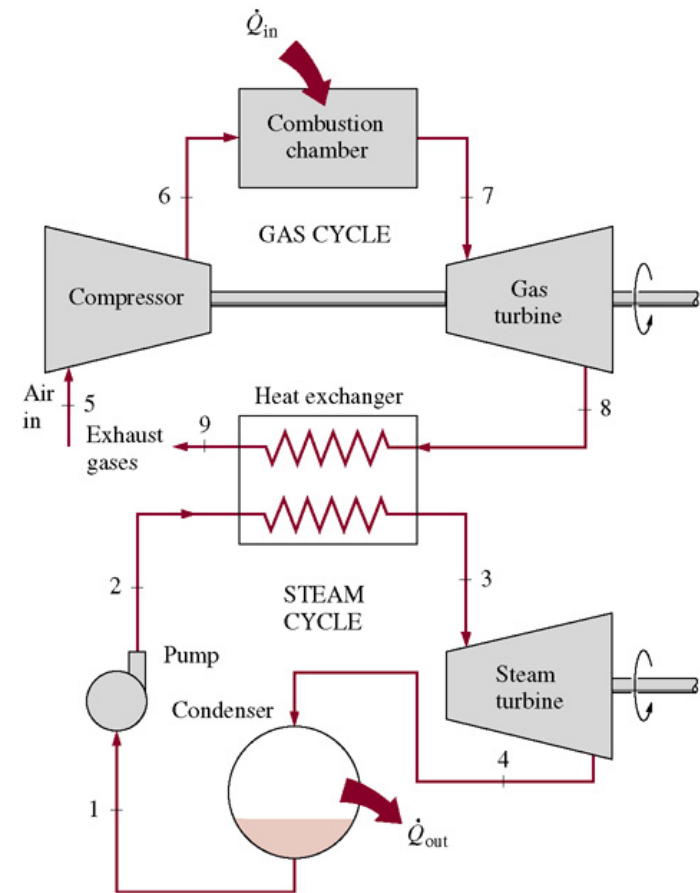 Q̇in
Combustion
chamber
6
7
GAS CYCLE
Compressor
Gas
turbine
Air
in
5
Heat exchanger
8
Exhaust
gases
9
2
STEAM
CYCLE
3
Pump
Steam
turbine
Condenser
4
1
Q̇out